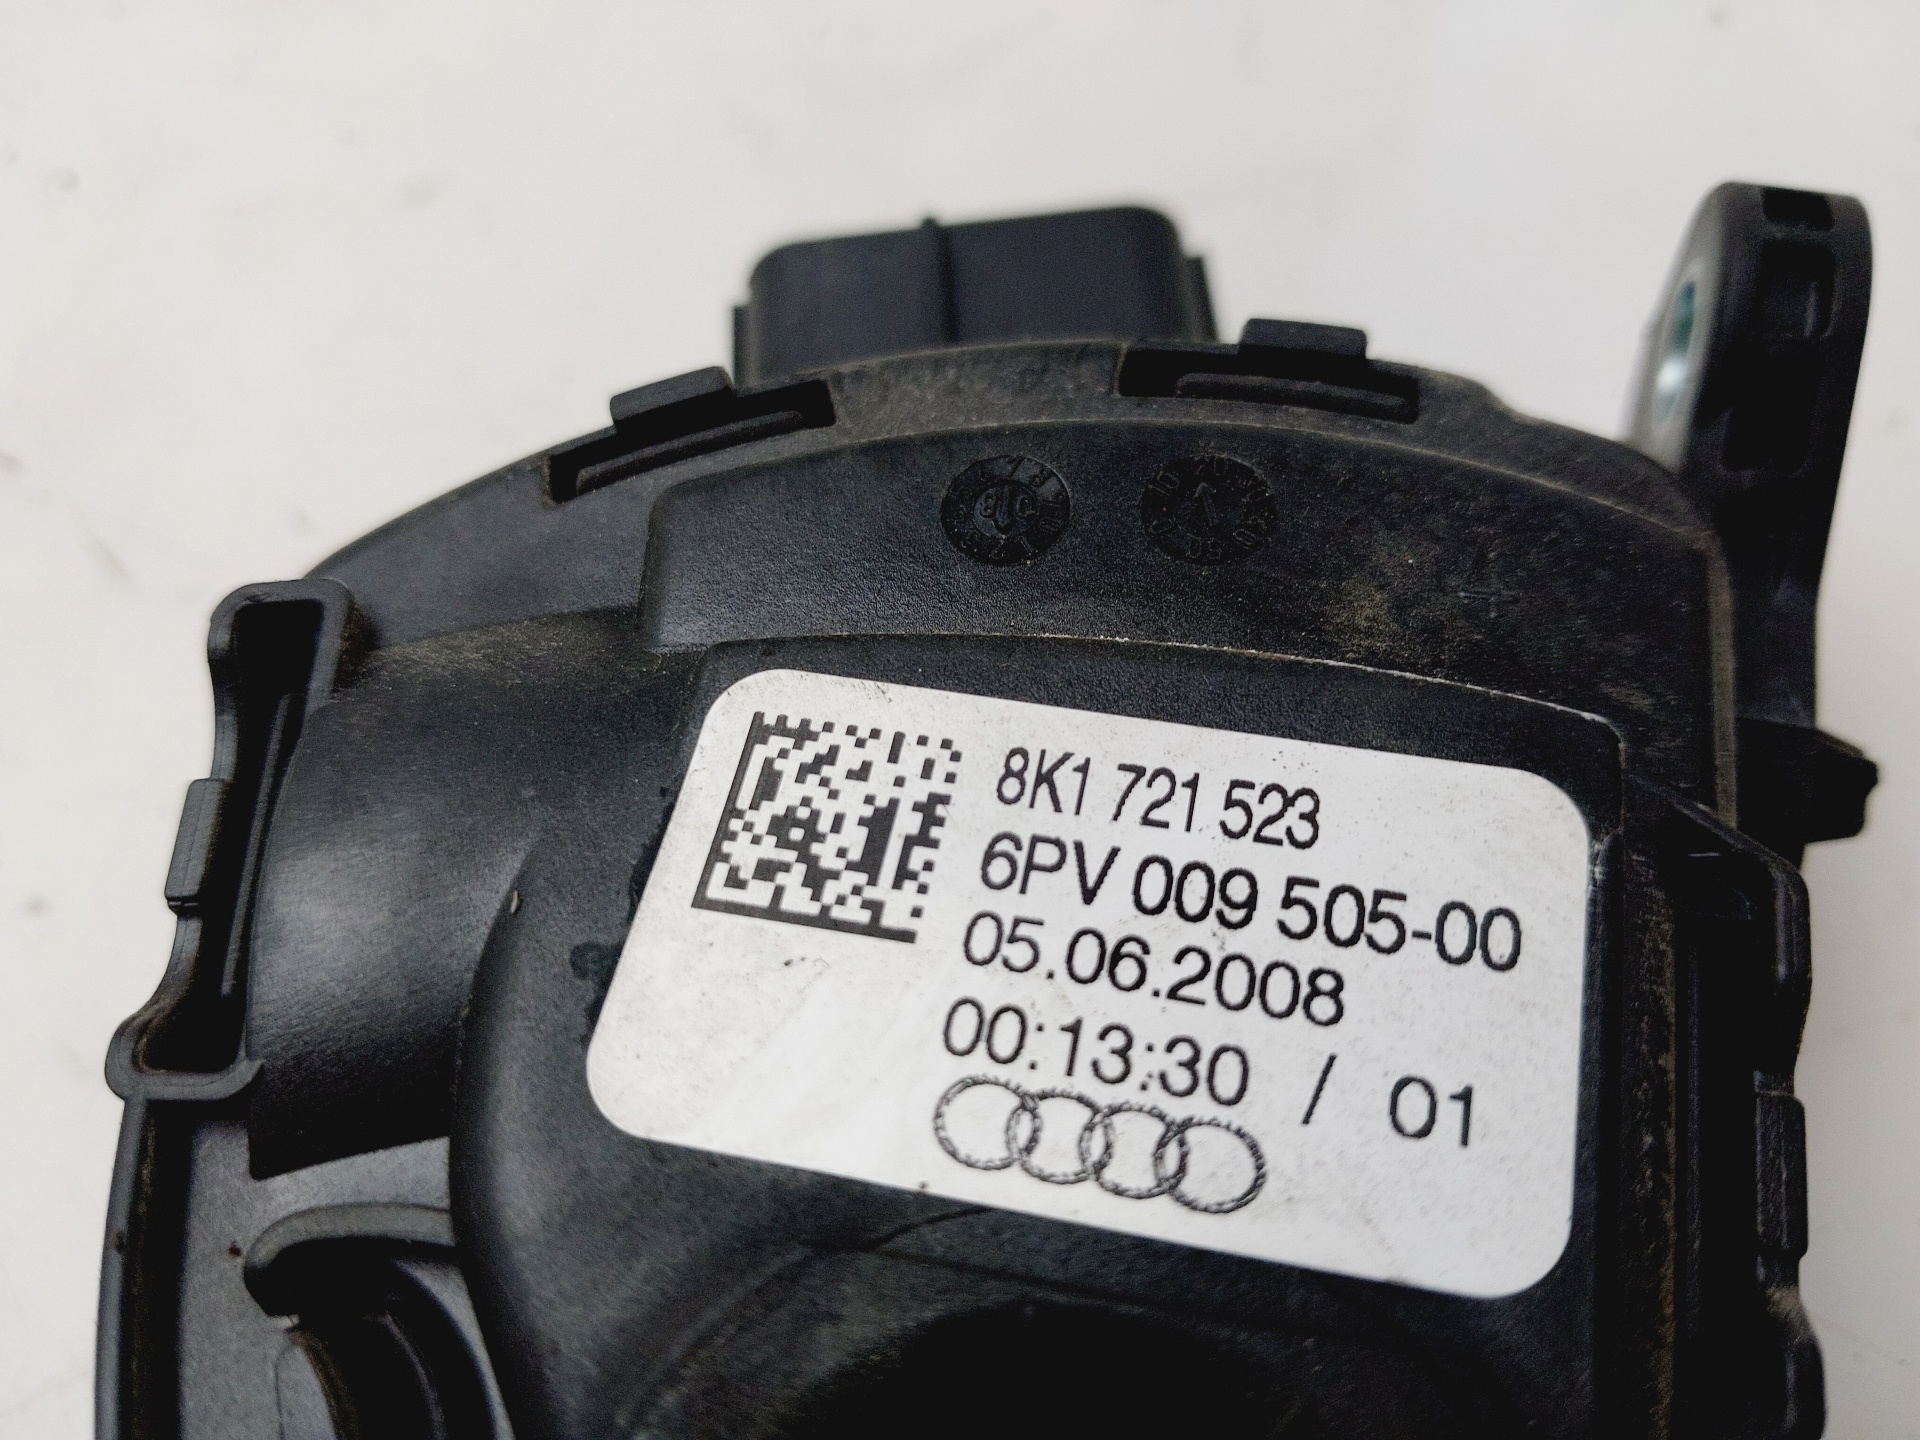 8K1 721 523
6PV 009 505-00
05.06.2008
00:13:30 / 01